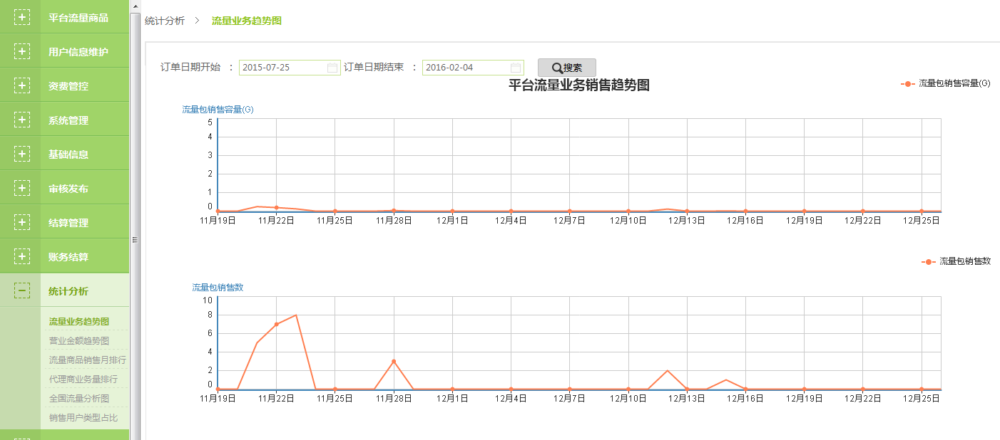 平台流量商品
用户信息维护
资费管控
系统管理
基础信息
审核发布
结算管理
账务结算
统计分析
流量业务趋势图
营业金额趋势图
流量商品销售月排行
代理商业务量排行
全国流量分析图
销售用户类型占比
统计分析 > 流量业务趋势图
订单日期开始 : 2015-07-25 订单日期结束 : 2016-02-04 搜索
平台流量业务销售趋势图
流量包销售容量(G)
流量包销售容量(G)
5
4
3
2
1
0
11月19日 11月22日 11月25日 11月28日 12月1日 12月4日 12月7日 12月10日 12月13日 12月16日 12月19日 12月22日 12月25日
流量包销售数
流量包销售数
10
8
6
4
2
0
11月19日 11月22日 11月25日 11月28日 12月1日 12月4日 12月7日 12月10日 12月13日 12月16日 12月19日 12月22日 12月25日